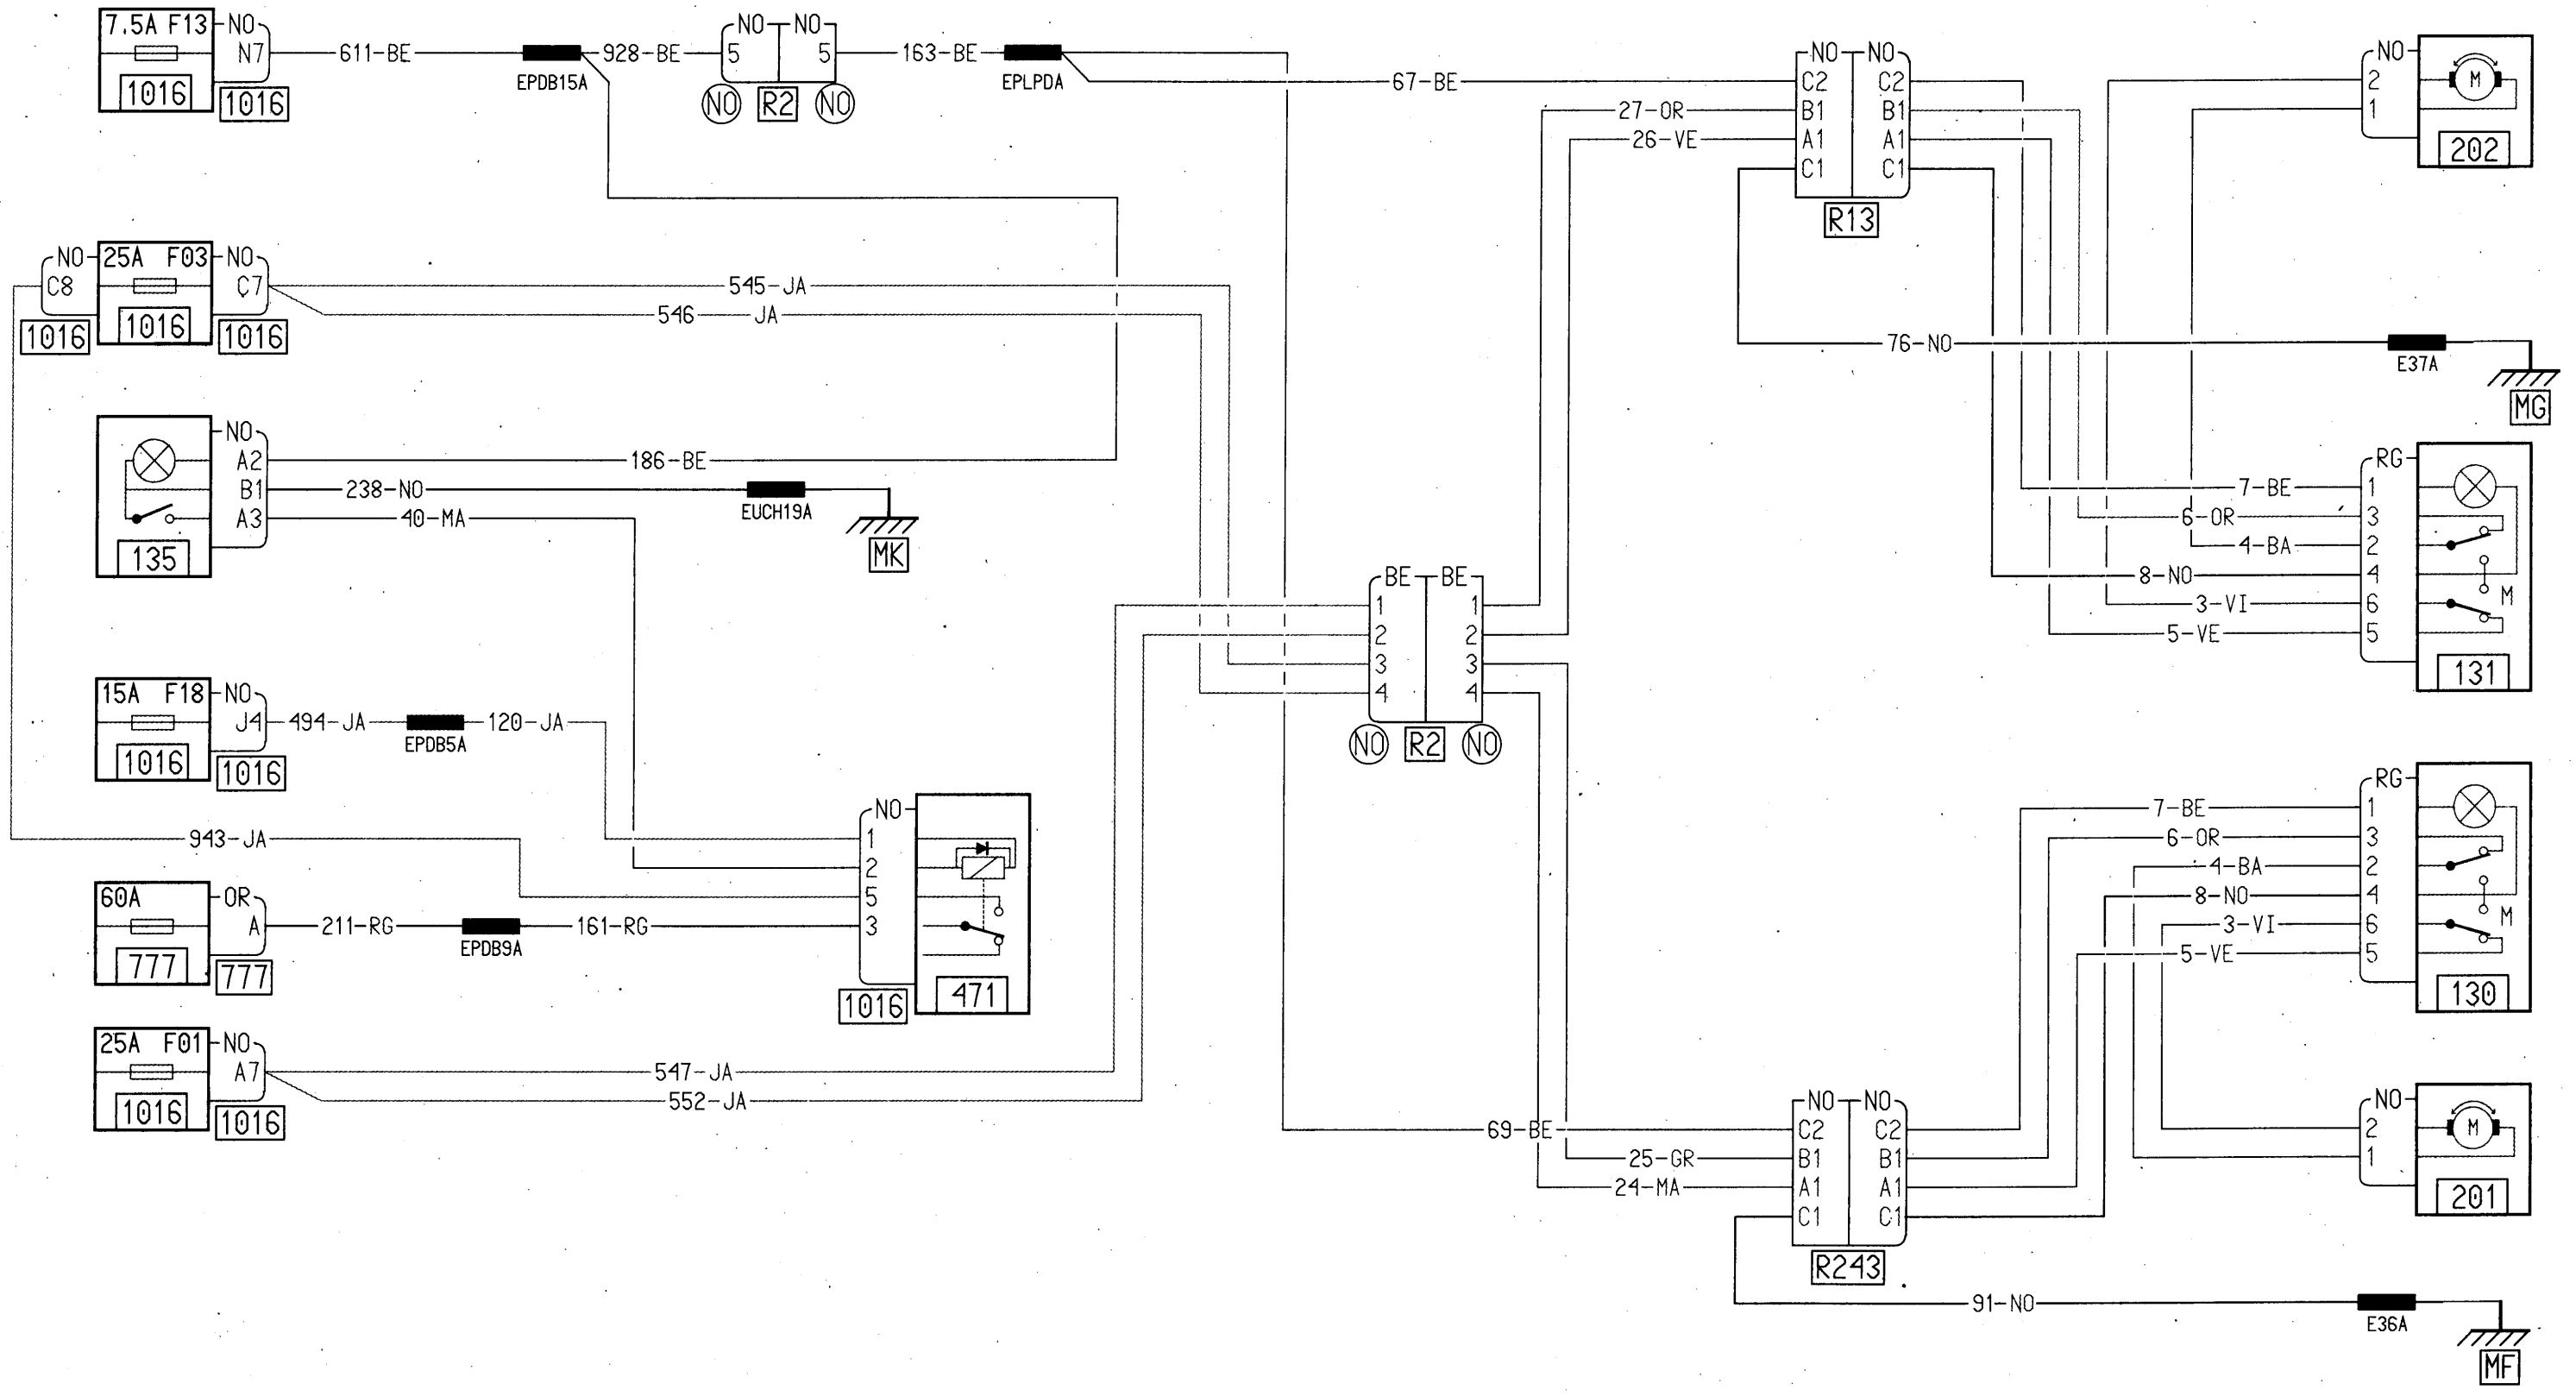 7.5A F13 NO
N7
1016
1016
611-BE
EPDB15A
928-BE
NO NO
5 5
NO R2 NO
163-BE
EPLPDA
67-BE
27-OR
26-VE
NO NO
C2 C2
B1 B1
A1 A1
C1 C1
R13
NO
2
1
M
202
NO 25A F03 NO
C8 C7
1016 1016 1016
545-JA
546 JA
943-JA
76-NO
E37A
MG
NO
A2
B1
A3
135
186-BE
238-NO
EUCH19A
MK
40-MA
RG
1
3
2
4
6
5
7-BE
6-OR
4-BA
8-NO
3-VI
5-VE
M
131
BE BE
1 1
2 2
3 3
4 4
NO R2 NO
15A F18 NO
J4
1016
1016
494-JA
EPDB5A
120-JA
NO
1
2
5
3
1016
471
60A OR
A
777
777
211-RG
EPDB9A
161-RG
RG
1
3
2
4
6
5
7-BE
6-OR
4-BA
8-NO
3-VI
5-VE
M
130
25A F01 NO
A7
1016
1016
547-JA
552-JA
69-BE
25-GR
24-MA
NO NO
C2 C2
B1 B1
A1 A1
C1 C1
R243
NO
2
1
M
201
91-NO
E36A
MF